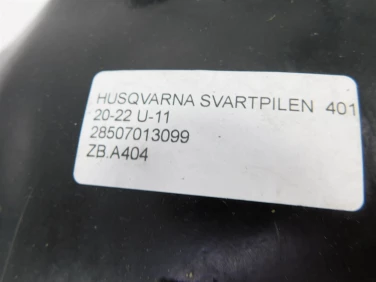 HUSQVARNA SVARTPILEN 401
20-22 U-11
28507013099
ZB.A404